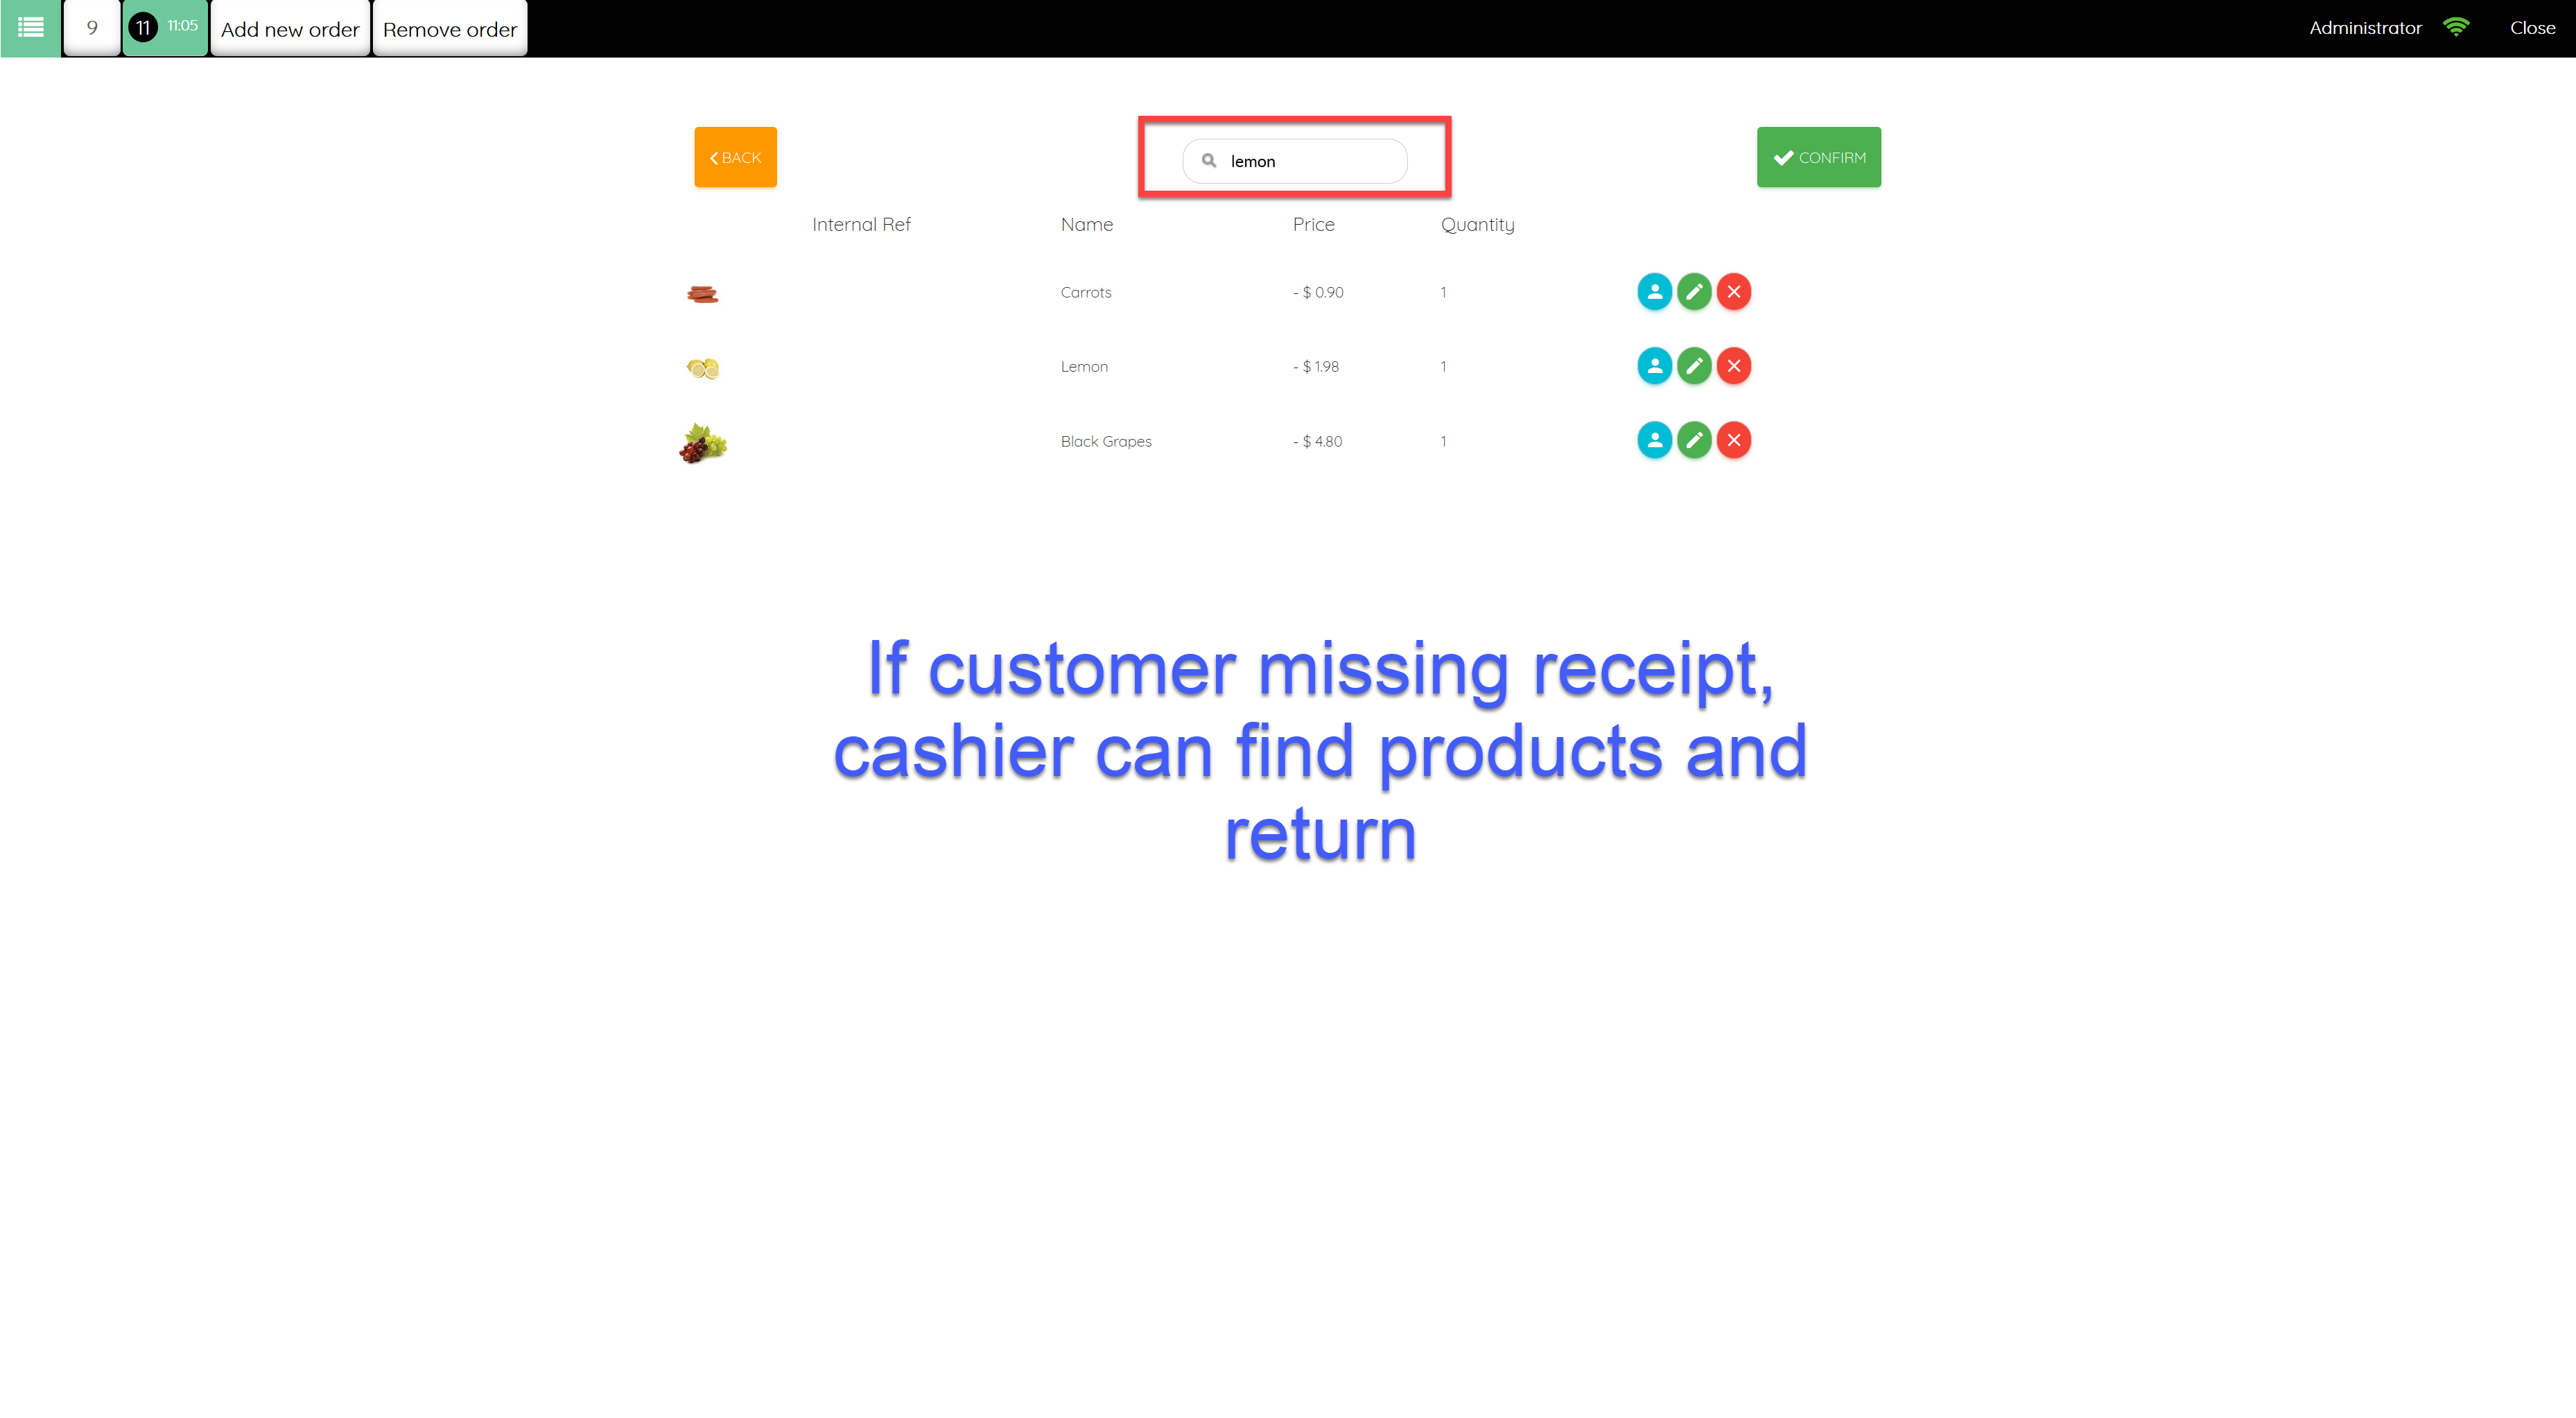 9 11 11:05 Add new order Remove order Administrator Close
BACK lemon CONFIRM
Internal Ref Name Price Quantity
Carrots - $ 0.90 1
Lemon - $ 1.98 1
Black Grapes - $ 4.80 1
If customer missing receipt,
cashier can find products and
return